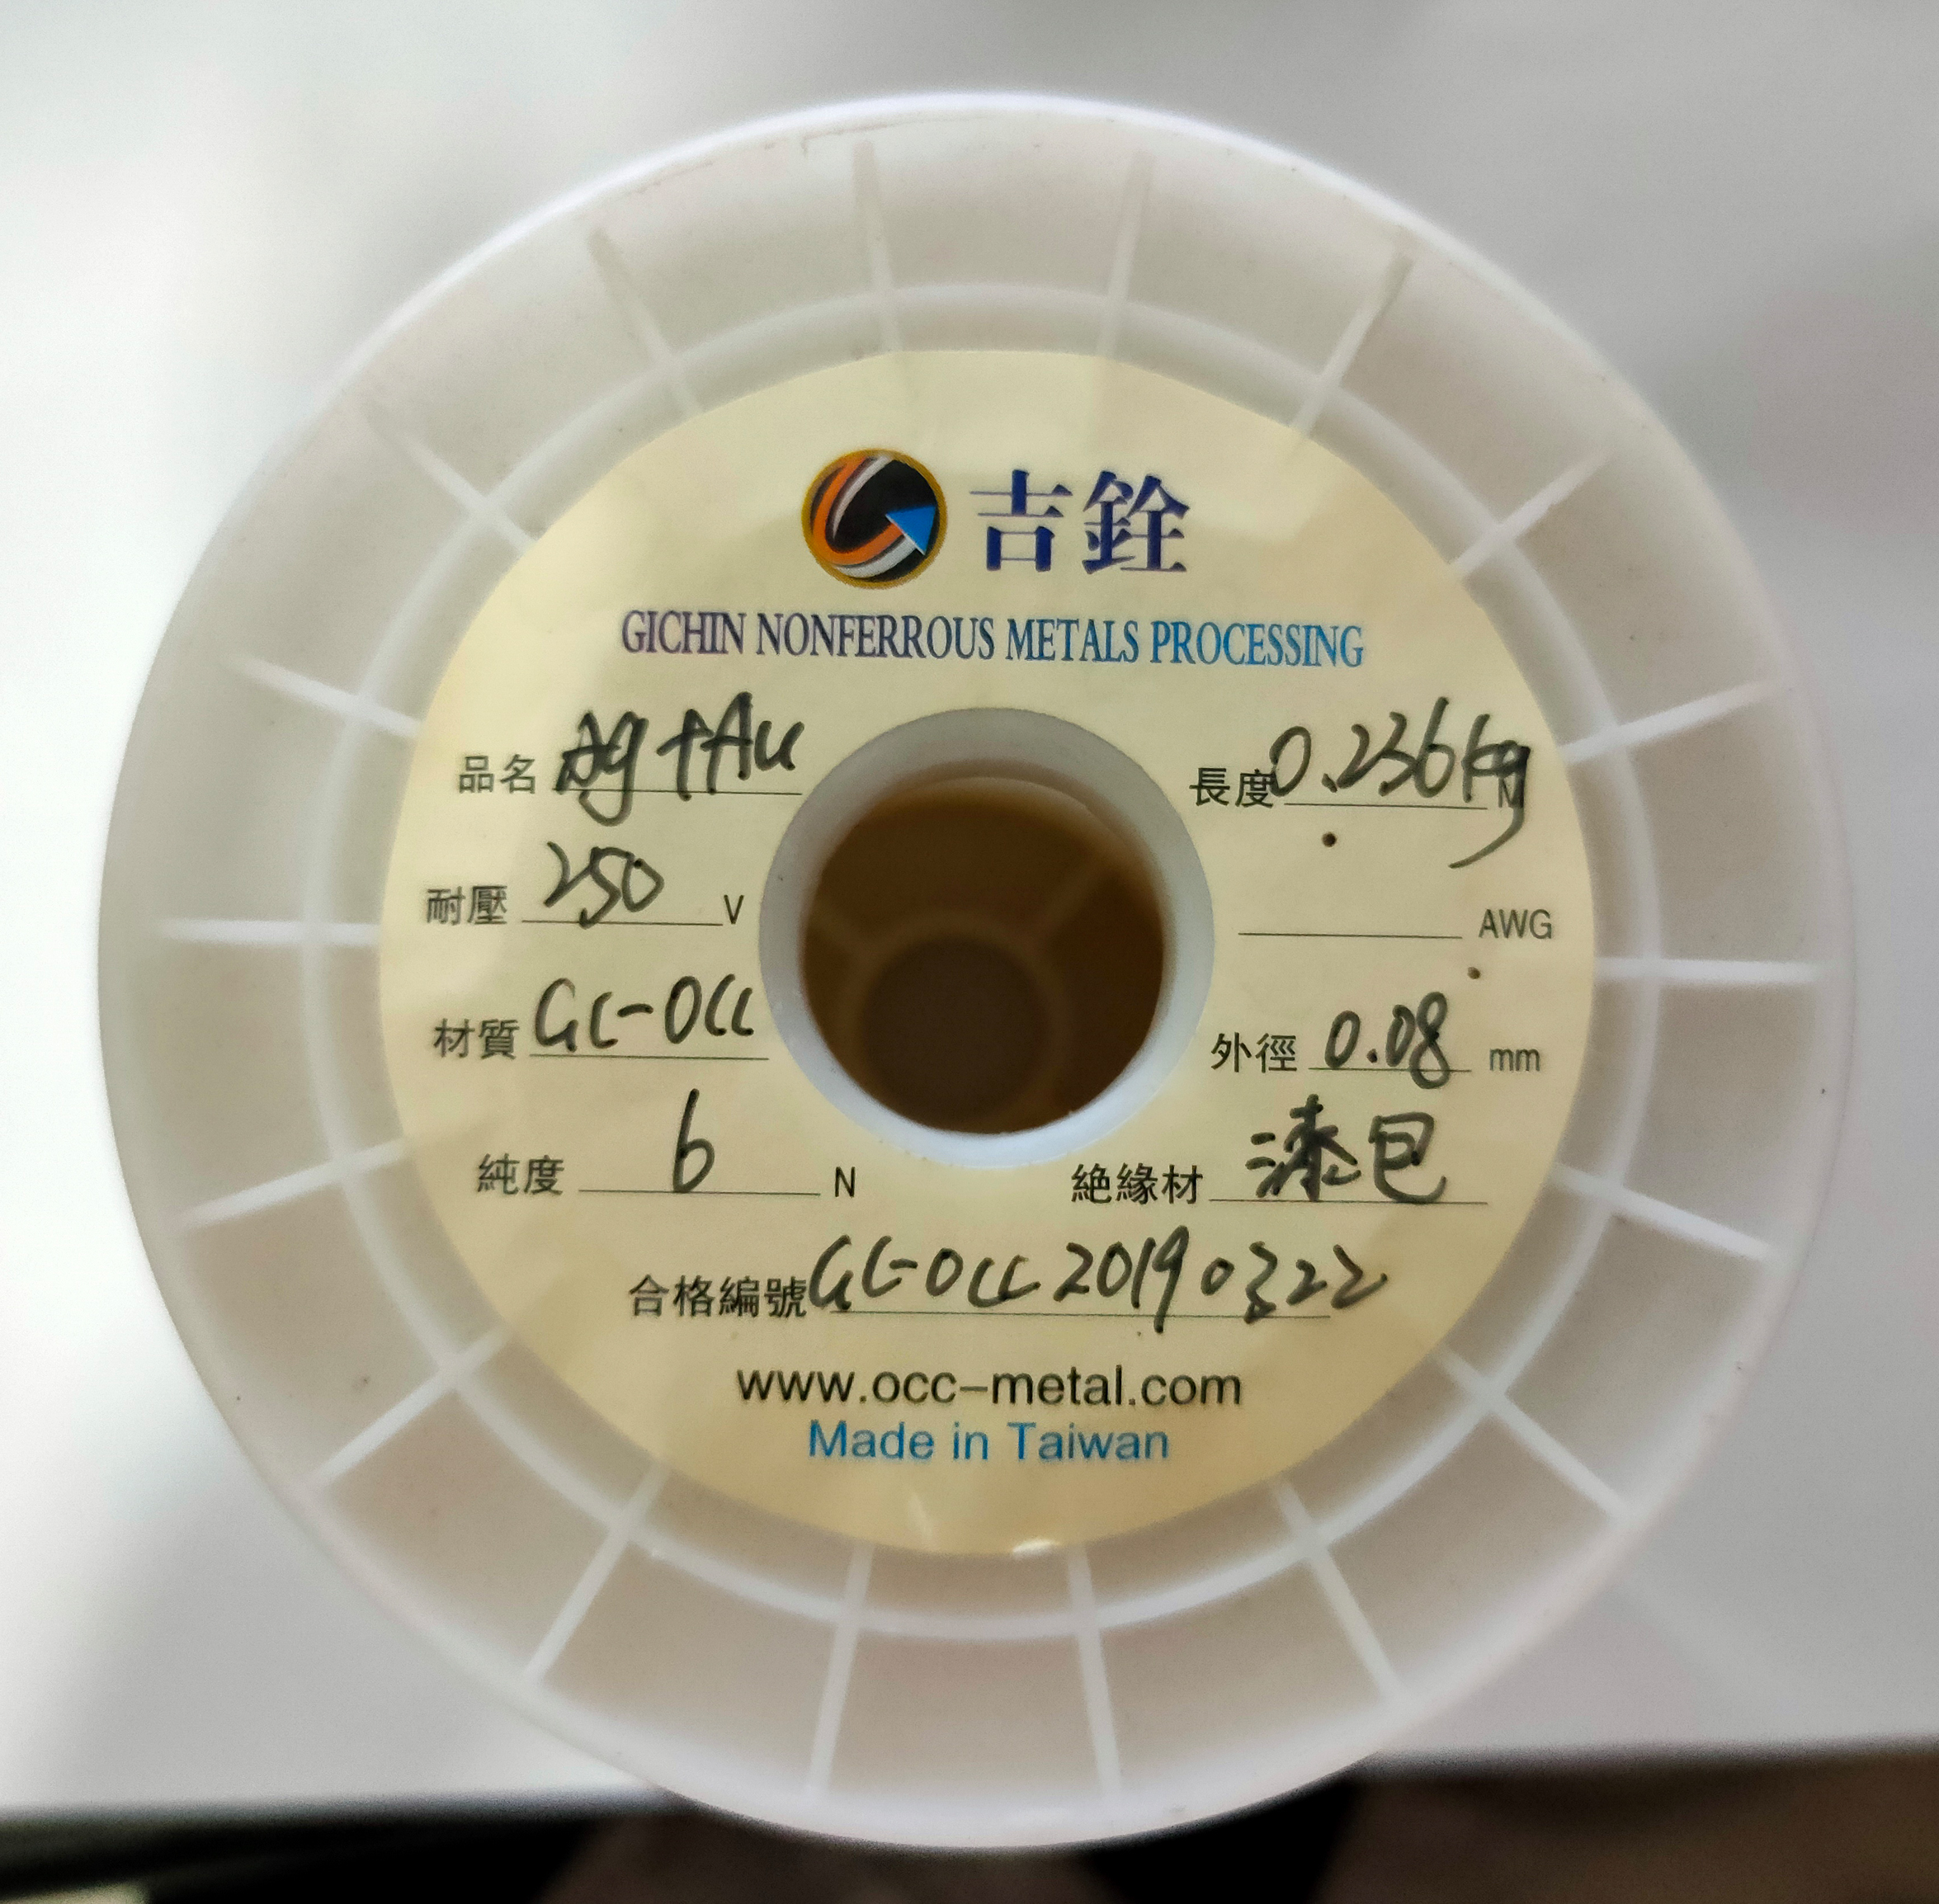 吉銓
GICHIN NONFERROUS METALS PROCESSING
品名 Ag+Au 長度 0.236kg M
耐壓 250 V AWG
材質 GC-OCC 外徑 0.08 mm
純度 6 N 絶緣材 漆包
合格編號 GC-OCC 20190322
www.occ-metal.com
Made in Taiwan